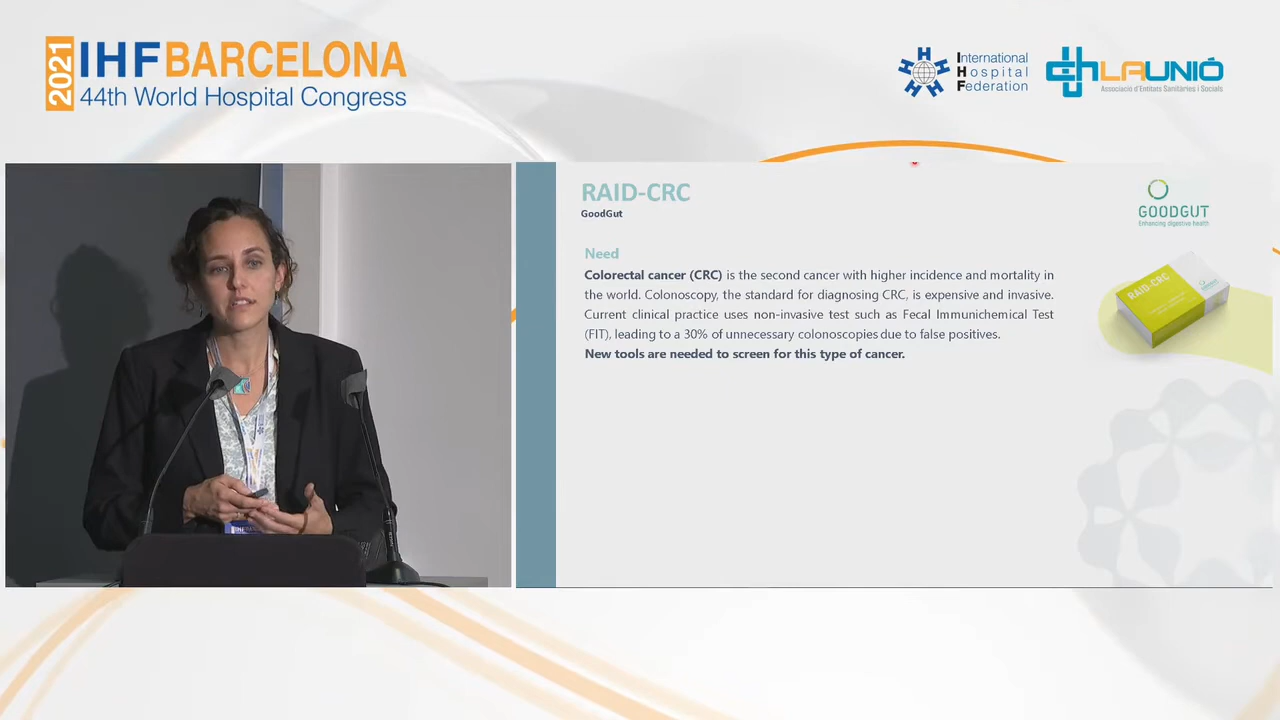 2021
IHF BARCELONA
44th World Hospital Congress
International
Hospital
Federation
LAUNIÓ
Associació d'Entitats Sanitàries i Socials
RAID-CRC
GoodGut
GOODGUT
Enhancing digestive health
Need
Colorectal cancer (CRC) is the second cancer with higher incidence and mortality in
the world. Colonoscopy, the standard for diagnosing CRC, is expensive and invasive.
Current clinical practice uses non-invasive test such as Fecal Immunichemical Test
(FIT), leading to a 30% of unnecessary colonoscopies due to false positives.
New tools are needed to screen for this type of cancer.
RAID-CRC